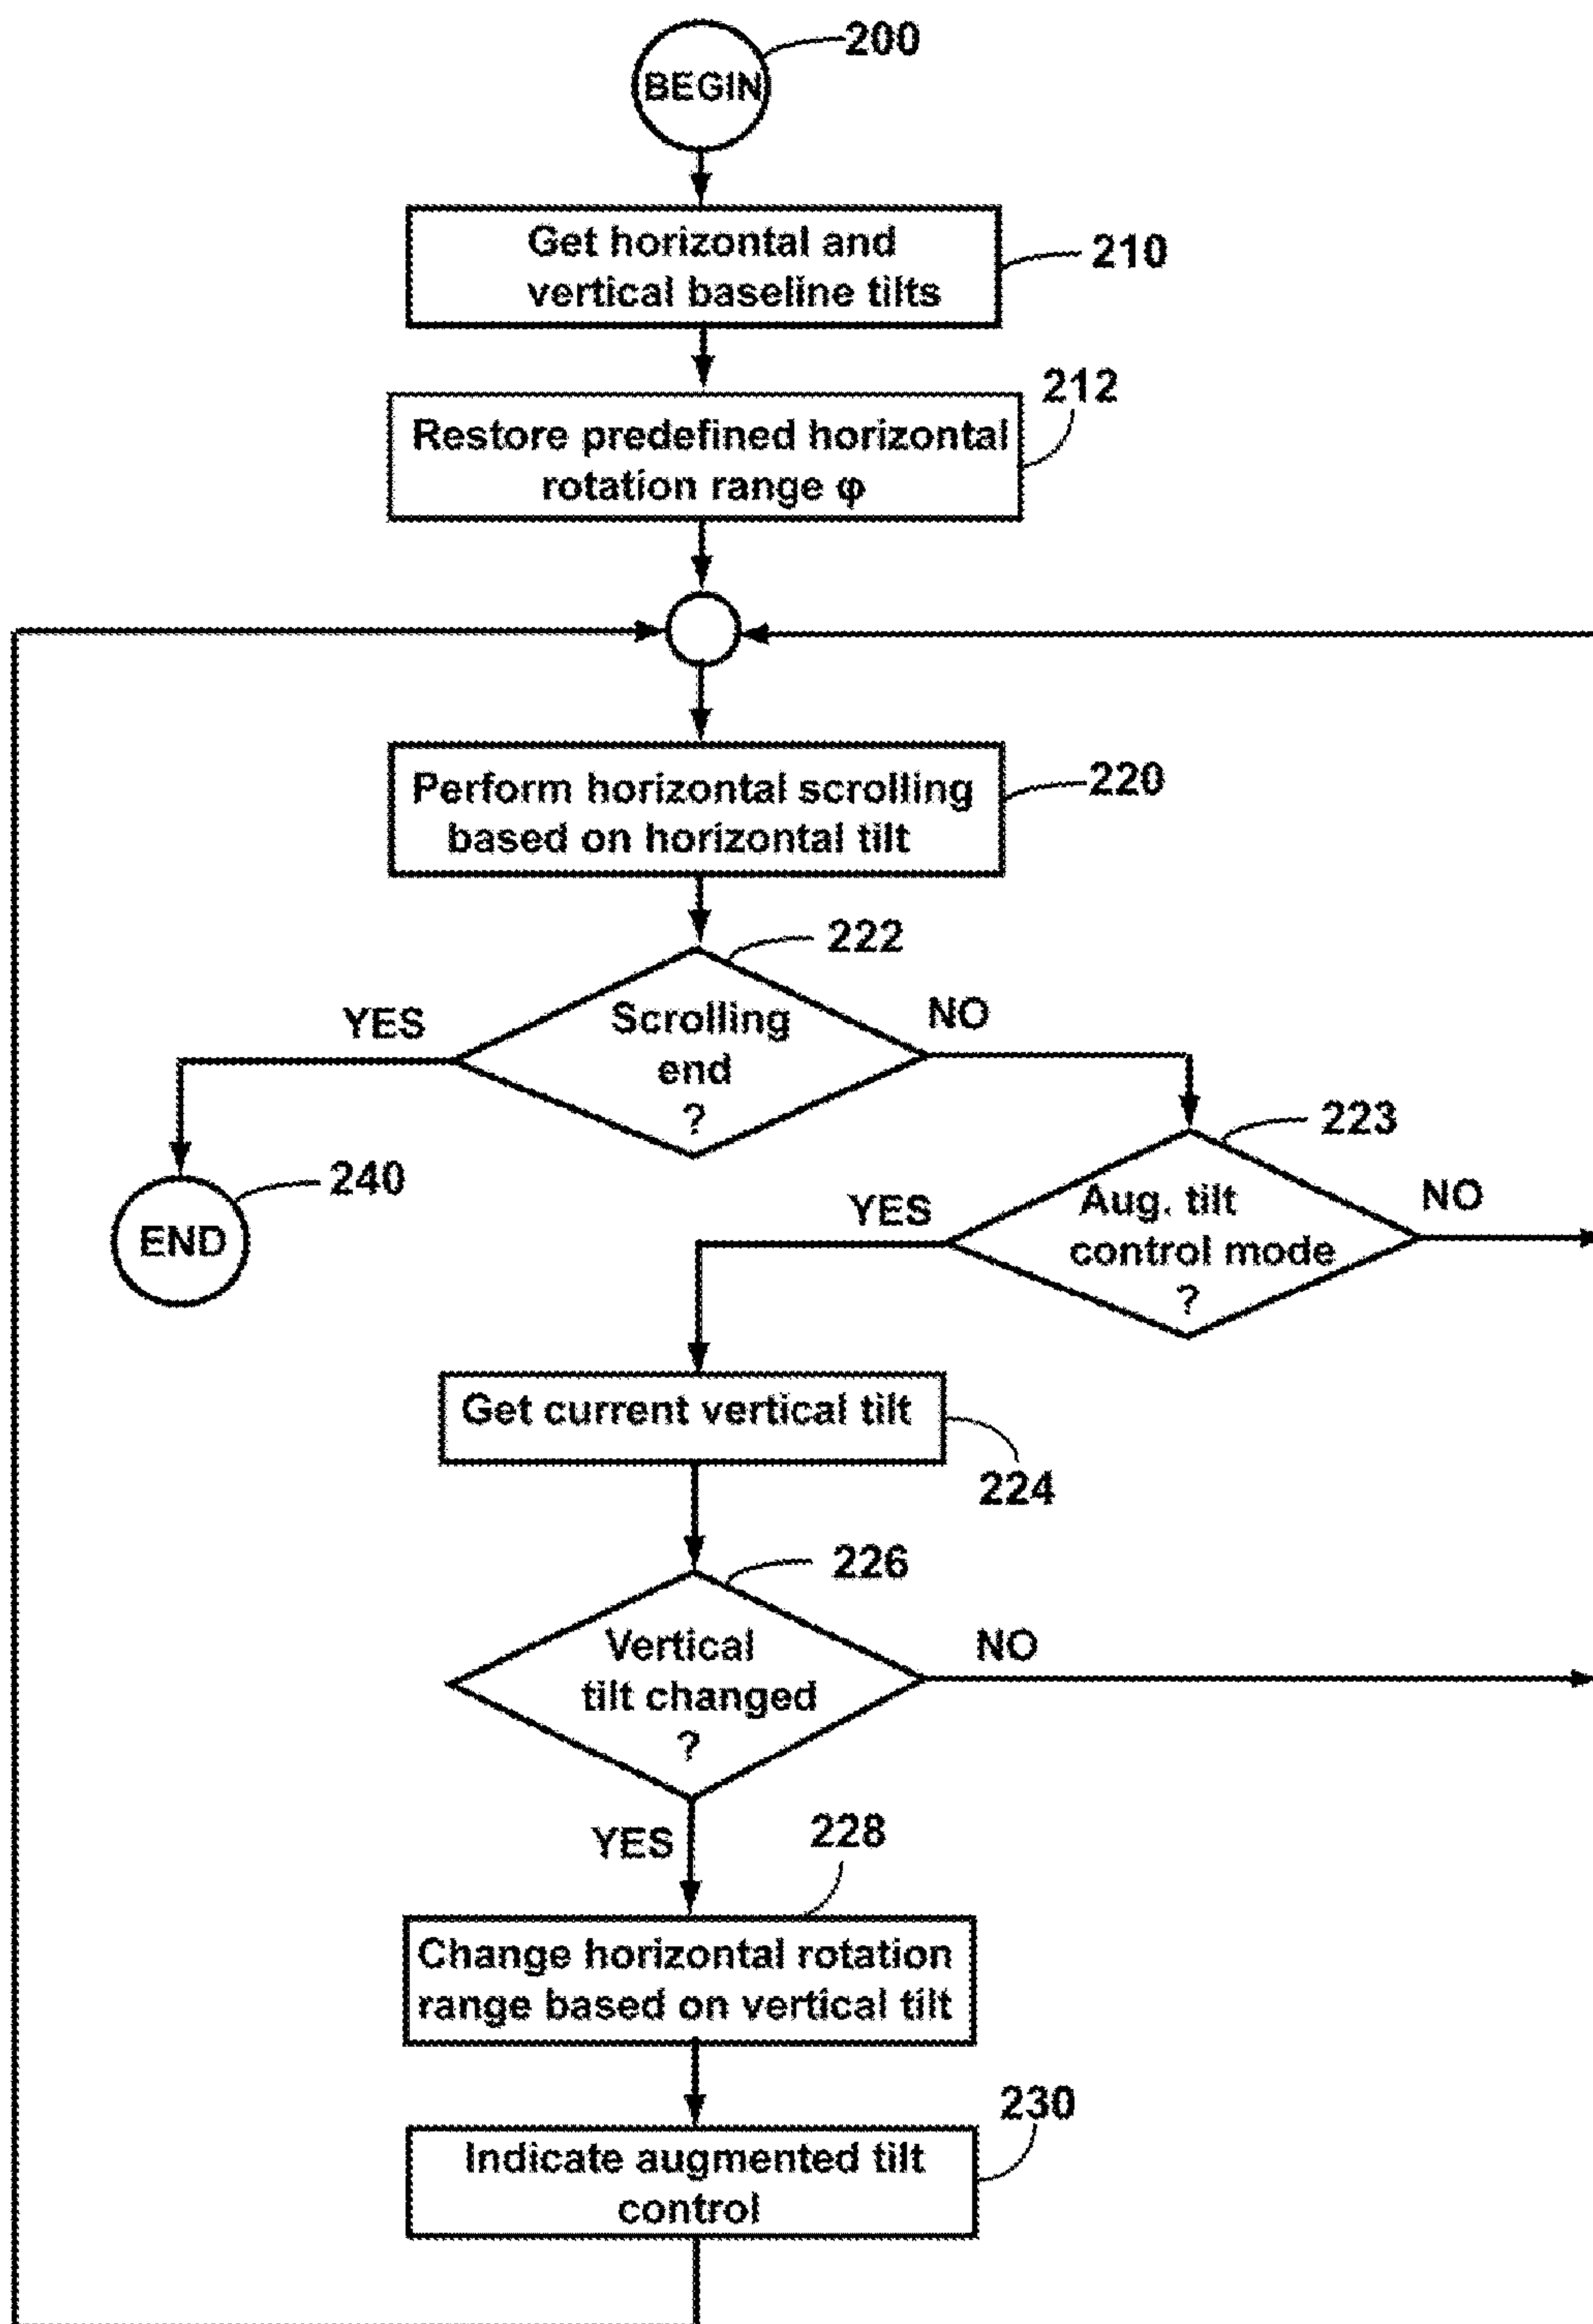 200
BEGIN
Get horizontal and
vertical baseline tilts
210
212
Restore predefined horizontal
rotation range φ
Perform horizontal scrolling
based on horizontal tilt
220
222
YES
Scrolling
end
?
NO
223
240
END
YES
Aug. tilt
control mode
?
NO
Get current vertical tilt
224
226
Vertical
tilt changed
?
NO
YES
228
Change horizontal rotation
range based on vertical tilt
230
Indicate augmented tilt
control